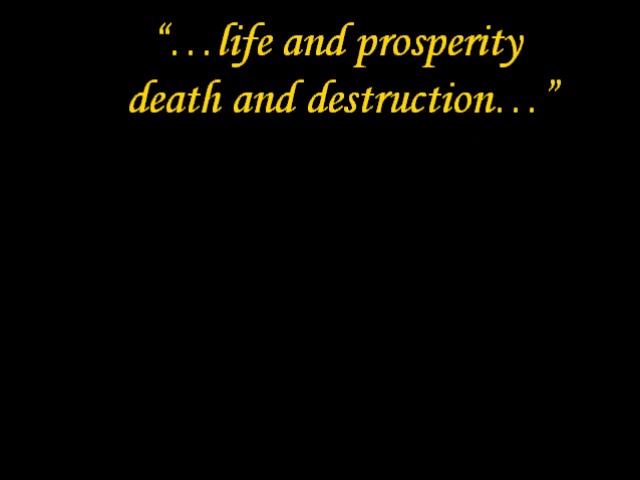 “…life and prosperity
death and destruction…”